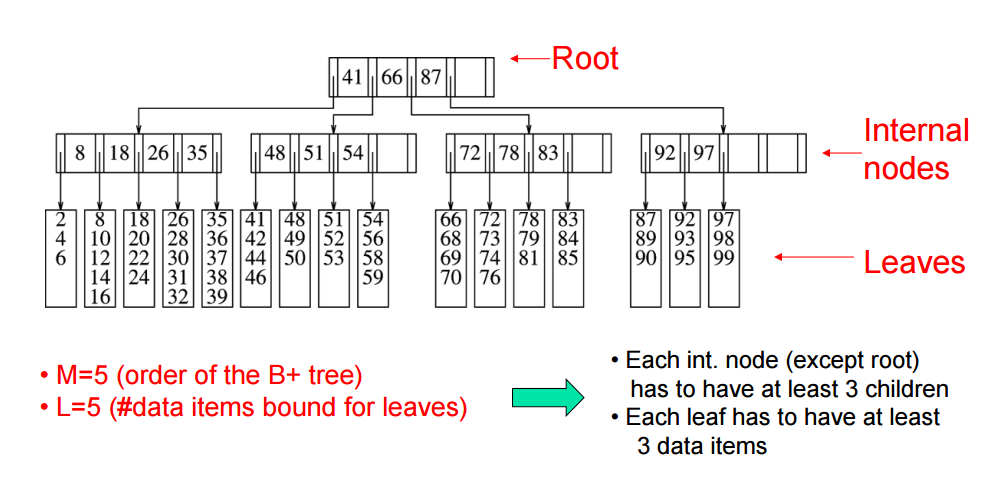 Root
41 66 87
Internal
nodes
8 18 26 35
48 51 54
72 78 83
92 97
2 8 18 26 35 41 48 51 54 66 72 78 83 87 92 97
4 10 20 28 36 42 49 52 56 68 73 79 84 89 93 98
6 12 22 30 37 44 50 53 58 69 74 81 85 90 95 99
14 24 31 38 46 59 70 76
16 32 39
Leaves
• M=5 (order of the B+ tree)
• L=5 (#data items bound for leaves)
• Each int. node (except root)
has to have at least 3 children
• Each leaf has to have at least
3 data items